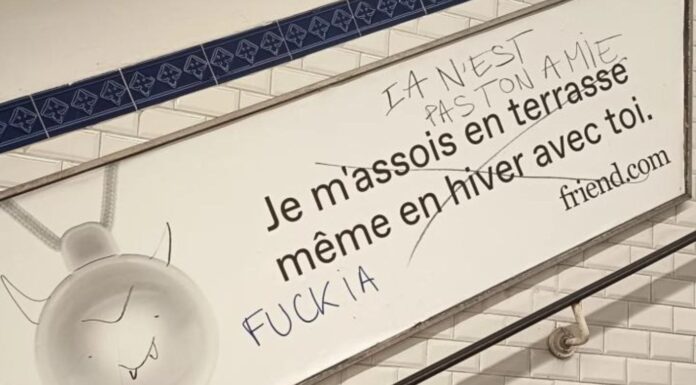 IA N'EST
PAS TON AMIE
Je m'assois en terrasse
même en hiver avec toi.
friend.com
FUCK IA